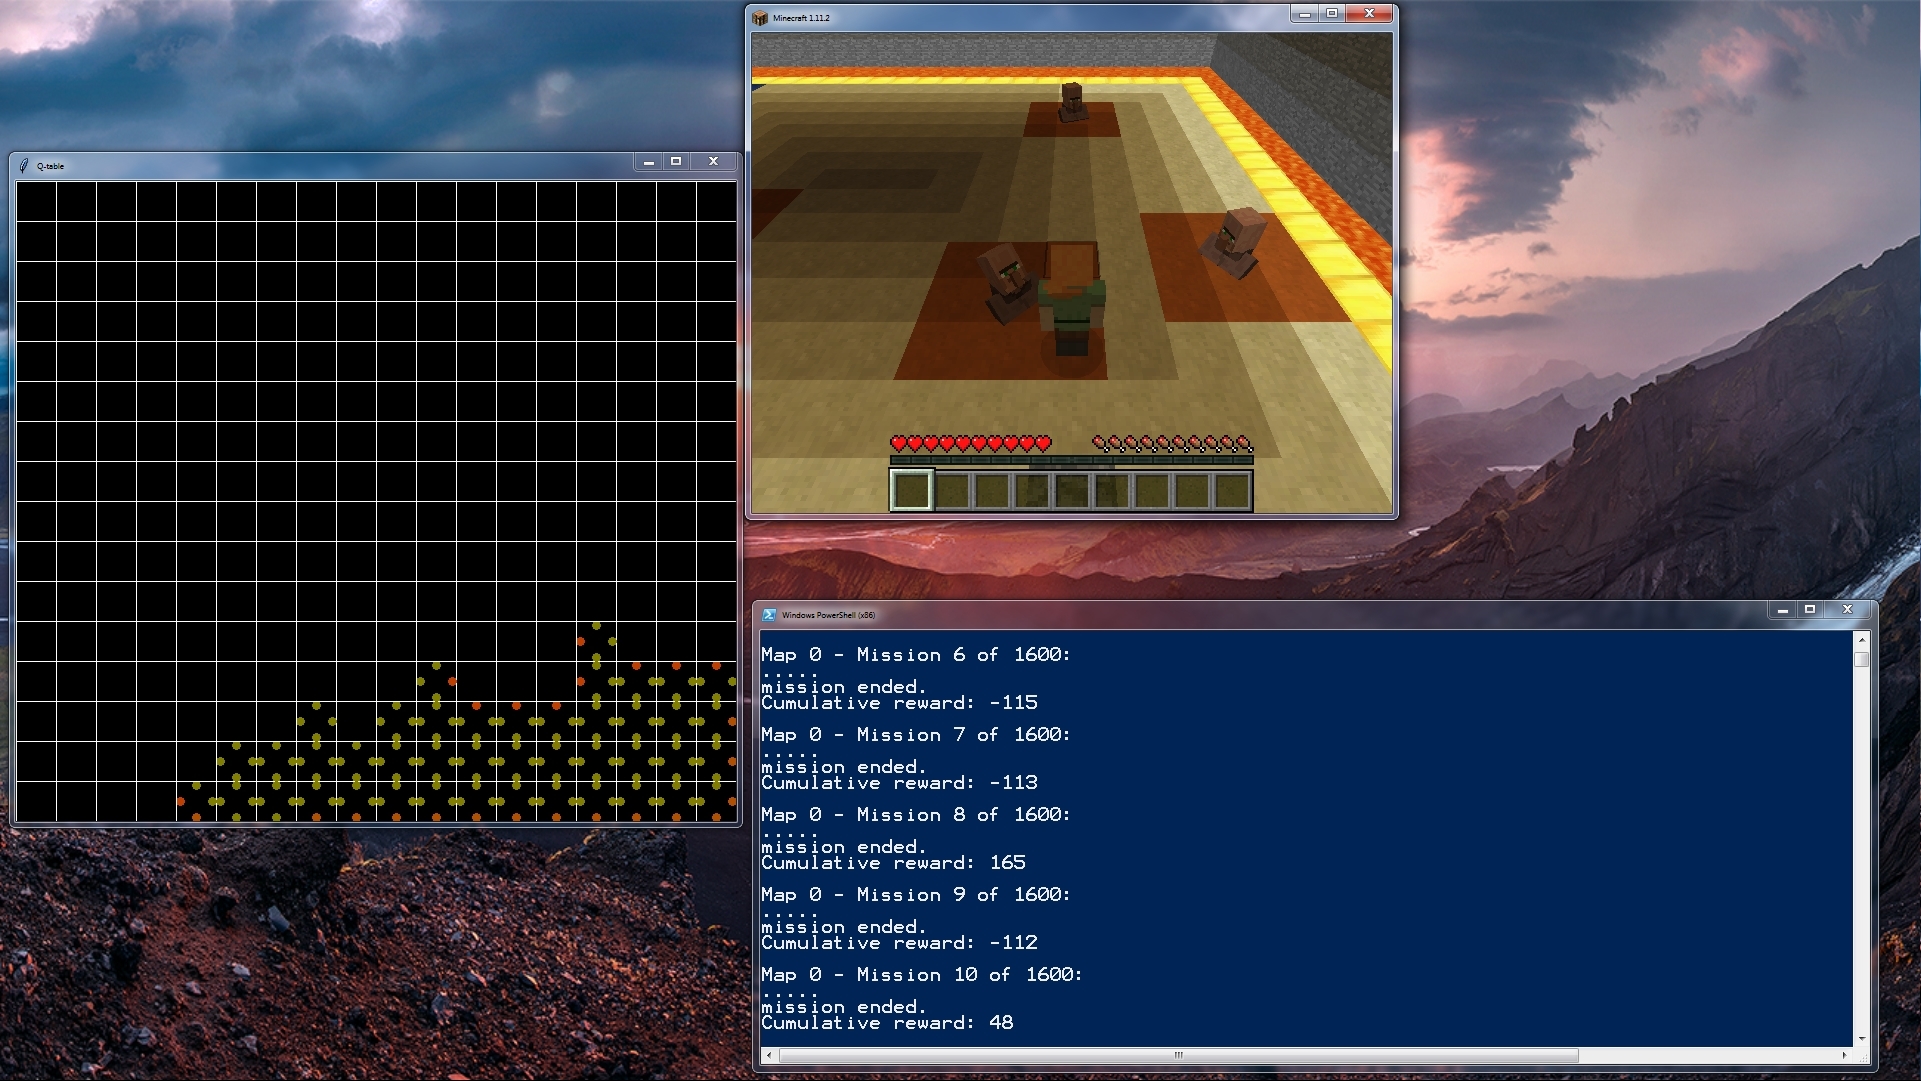 Minecraft 1.11.2
Q-table
Windows PowerShell (x86)
Map 0 - Mission 6 of 1600:
.....
mission ended.
Cumulative reward: -115
Map 0 - Mission 7 of 1600:
.....
mission ended.
Cumulative reward: -113
Map 0 - Mission 8 of 1600:
.....
mission ended.
Cumulative reward: 165
Map 0 - Mission 9 of 1600:
.....
mission ended.
Cumulative reward: -112
Map 0 - Mission 10 of 1600:
.....
mission ended.
Cumulative reward: 48